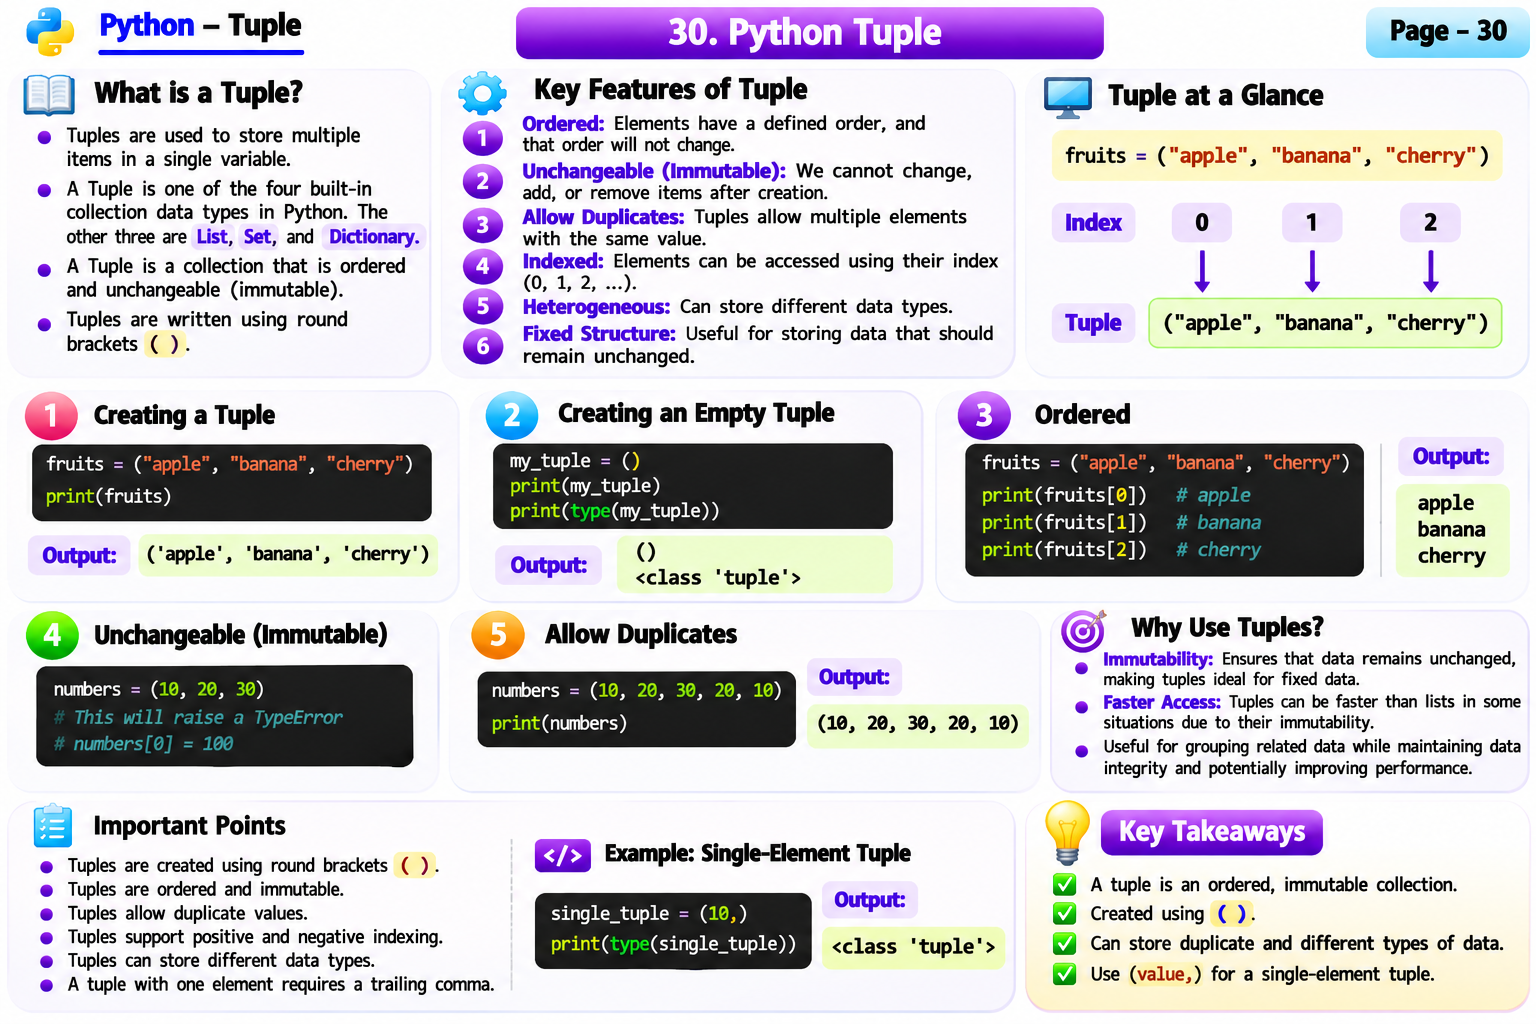 Python – Tuple
30. Python Tuple
Page – 30
What is a Tuple?
Tuples are used to store multiple
items in a single variable.
A Tuple is one of the four built-in
collection data types in Python. The
other three are List, Set, and Dictionary.
A Tuple is a collection that is ordered
and unchangeable (immutable).
Tuples are written using round
brackets ( ).
Key Features of Tuple
1 Ordered: Elements have a defined order, and
that order will not change.
2 Unchangeable (Immutable): We cannot change,
add, or remove items after creation.
3 Allow Duplicates: Tuples allow multiple elements
with the same value.
4 Indexed: Elements can be accessed using their index
(0, 1, 2, ...).
5 Heterogeneous: Can store different data types.
6 Fixed Structure: Useful for storing data that should
remain unchanged.
Tuple at a Glance
fruits = ("apple", "banana", "cherry")
Index 0 1 2
Tuple ("apple", "banana", "cherry")
1 Creating a Tuple
fruits = ("apple", "banana", "cherry")
print(fruits)
Output: ('apple', 'banana', 'cherry')
2 Creating an Empty Tuple
my_tuple = ()
print(my_tuple)
print(type(my_tuple))
Output:
()
<class 'tuple'>
3 Ordered
fruits = ("apple", "banana", "cherry")
print(fruits[0]) # apple
print(fruits[1]) # banana
print(fruits[2]) # cherry
Output:
apple
banana
cherry
4 Unchangeable (Immutable)
numbers = (10, 20, 30)
# This will raise a TypeError
# numbers[0] = 100
5 Allow Duplicates
numbers = (10, 20, 30, 20, 10)
print(numbers)
Output:
(10, 20, 30, 20, 10)
Why Use Tuples?
Immutability: Ensures that data remains unchanged,
making tuples ideal for fixed data.
Faster Access: Tuples can be faster than lists in some
situations due to their immutability.
Useful for grouping related data while maintaining data
integrity and potentially improving performance.
Important Points
Tuples are created using round brackets ( ).
Tuples are ordered and immutable.
Tuples allow duplicate values.
Tuples support positive and negative indexing.
Tuples can store different data types.
A tuple with one element requires a trailing comma.
</> Example: Single-Element Tuple
single_tuple = (10,)
print(type(single_tuple))
Output:
<class 'tuple'>
Key Takeaways
A tuple is an ordered, immutable collection.
Created using ( ).
Can store duplicate and different types of data.
Use (value,) for a single-element tuple.